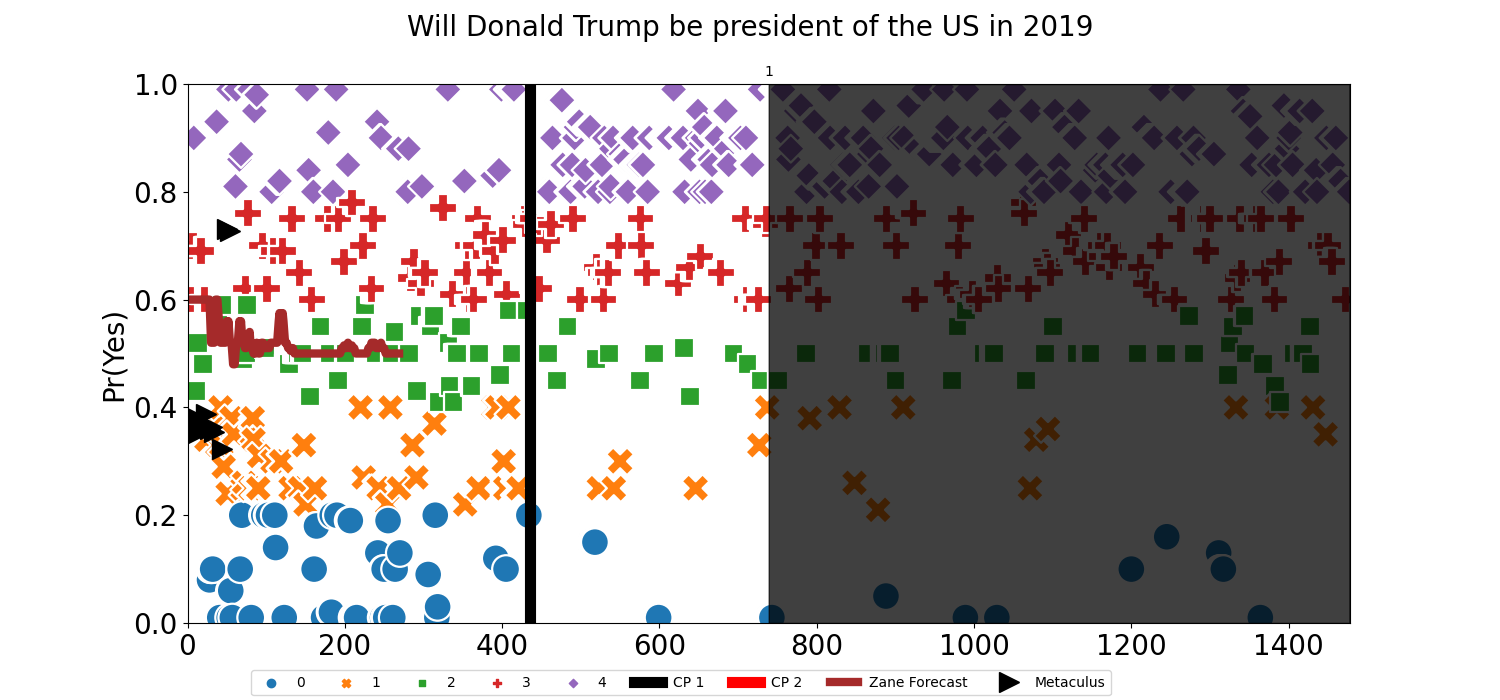 Will Donald Trump be president of the US in 2019
1
1.0
0.8
0.6
0.4
0.2
0.0
Pr(Yes)
0 200 400 600 800 1000 1200 1400
0 1 2 3 4 CP 1 CP 2 Zane Forecast Metaculus